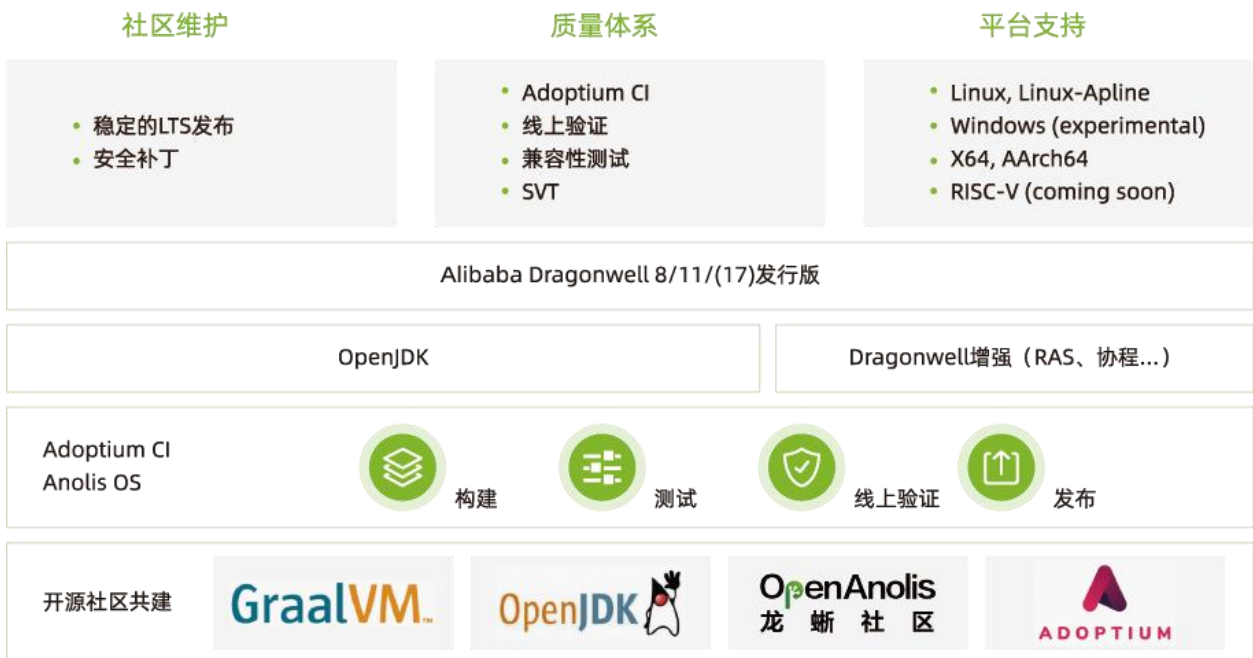 社区维护
质量体系
平台支持
稳定的LTS发布
安全补丁
Adoptium CI
线上验证
兼容性测试
SVT
Linux, Linux-Apline
Windows (experimental)
X64, AArch64
RISC-V (coming soon)
Alibaba Dragonwell 8/11/(17)发行版
OpenJDK
Dragonwell增强（RAS、协程...）
Adoptium CI
Anolis OS
构建
测试
线上验证
发布
开源社区共建
GraalVM™
OpenJDK
OpenAnolis
龙蜥社区
ADOPTIUM